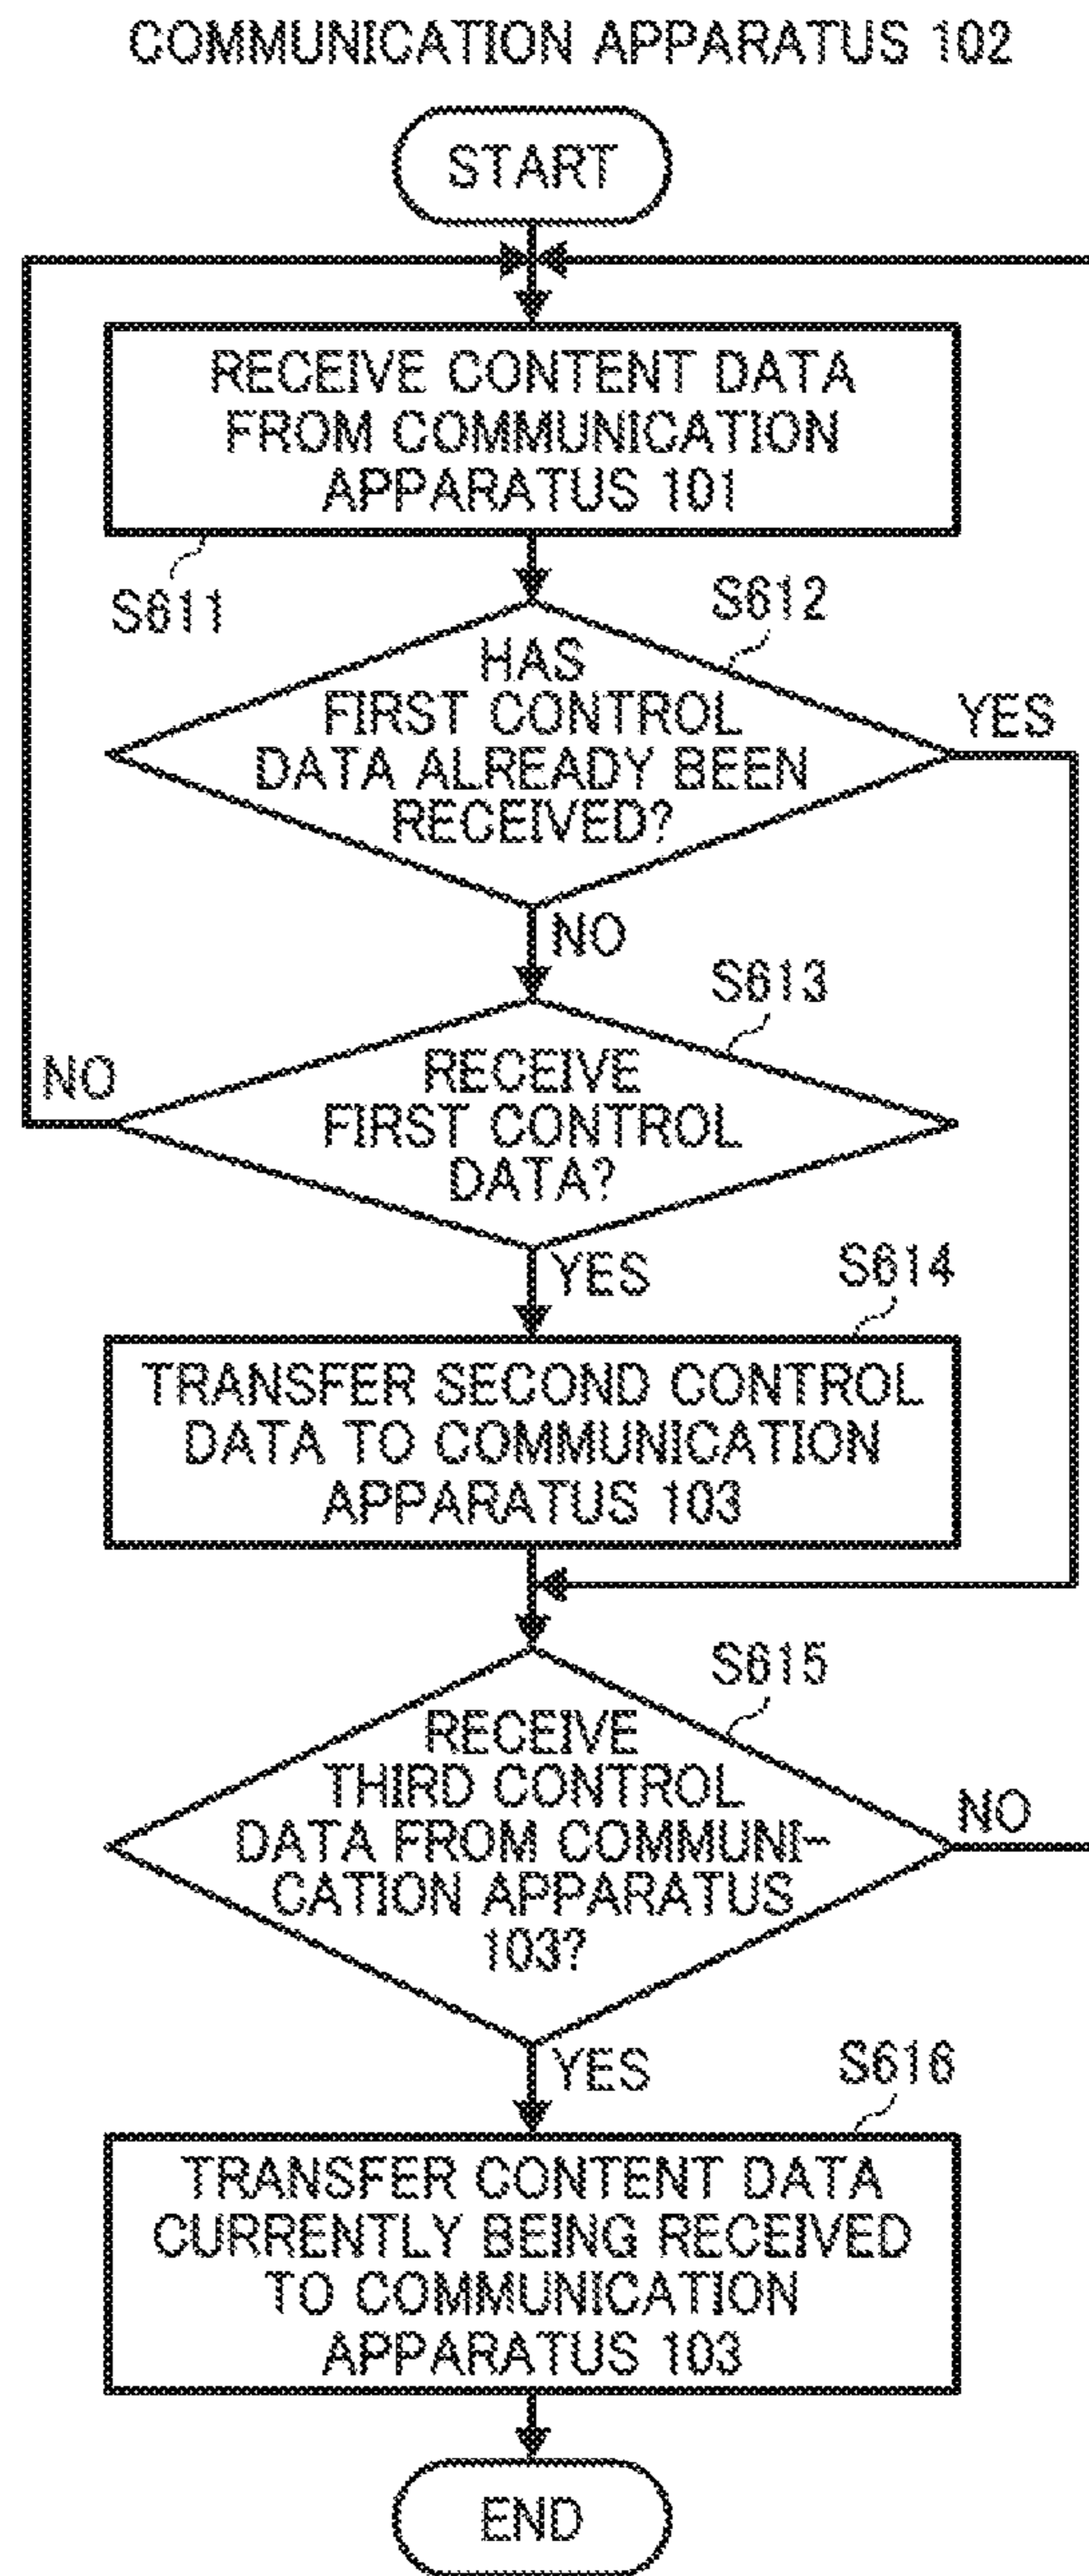 COMMUNICATION APPARATUS 102
START
RECEIVE CONTENT DATA
FROM COMMUNICATION
APPARATUS 101
S611
S612
HAS
FIRST CONTROL
DATA ALREADY BEEN
RECEIVED?
YES
NO
S613
RECEIVE
FIRST CONTROL
DATA?
NO
YES
S614
TRANSFER SECOND CONTROL
DATA TO COMMUNICATION
APPARATUS 103
S615
RECEIVE
THIRD CONTROL
DATA FROM COMMUNI-
CATION APPARATUS
103?
NO
YES
S616
TRANSFER CONTENT DATA
CURRENTLY BEING RECEIVED
TO COMMUNICATION
APPARATUS 103
END